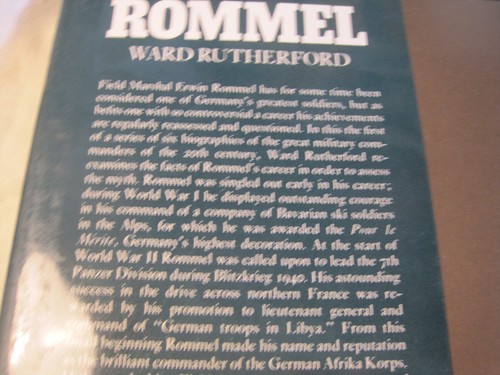 ROMMEL
WARD RUTHERFORD
Field Marshal Erwin Rommel has for some time been
considered one of Germany's greatest soldiers, but as
befits one with so controversial a career his achievements
are regularly reassessed and questioned. In this the first
of a series of six biographies of the great military com-
manders of the 20th century, Ward Rutherford re-
examines the facts of Rommel's career in order to assess
the myth. Rommel was singled out early in his career;
during World War I he displayed outstanding courage
in his command of a company of Bavarian ski soldiers
in the Alps, for which he was awarded the Pour le
Mérite, Germany's highest decoration. At the start of
World War II Rommel was called upon to lead the 7th
Panzer Division during Blitzkrieg 1940. His astounding
success in the drive across northern France was re-
warded by his promotion to lieutenant general and
command of "German troops in Libya." From this
small beginning Rommel made his name and reputation
as the brilliant commander of the German Afrika Korps.